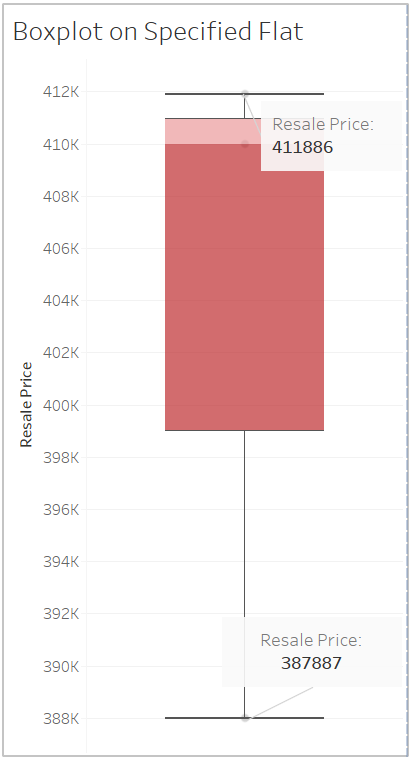 Boxplot on Specified Flat
412K
Resale Price:
411886
410K
408K
406K
404K
402K
Resale Price
400K
398K
396K
394K
392K
Resale Price:
387887
390K
388K